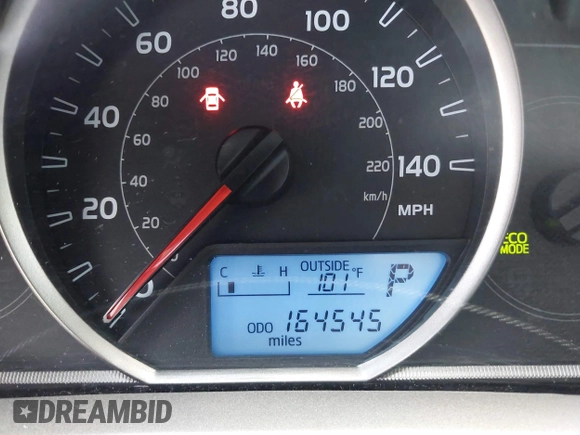 80
60 100
120 140 160
100 180
40 80 120
60 200
40 220
20 20 km/h 140
MPH
0
C H OUTSIDE
101°F P
ECO
MODE
ODO 164545
miles
DREAMBID